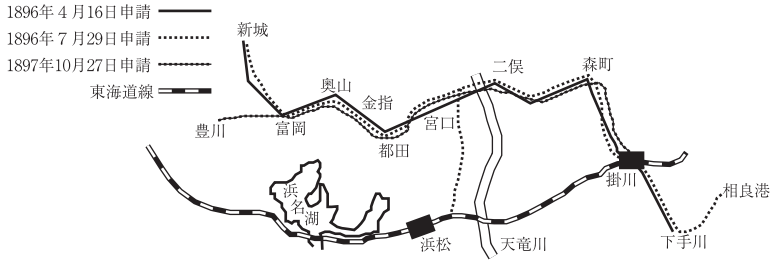 1896年4月16日申請
1896年7月29日申請
1897年10月27日申請
東海道線
新城
豊川
富岡
奥山
金指
都田
宮口
二俣
森町
掛川
相良港
下手川
天竜川
浜松
浜名湖